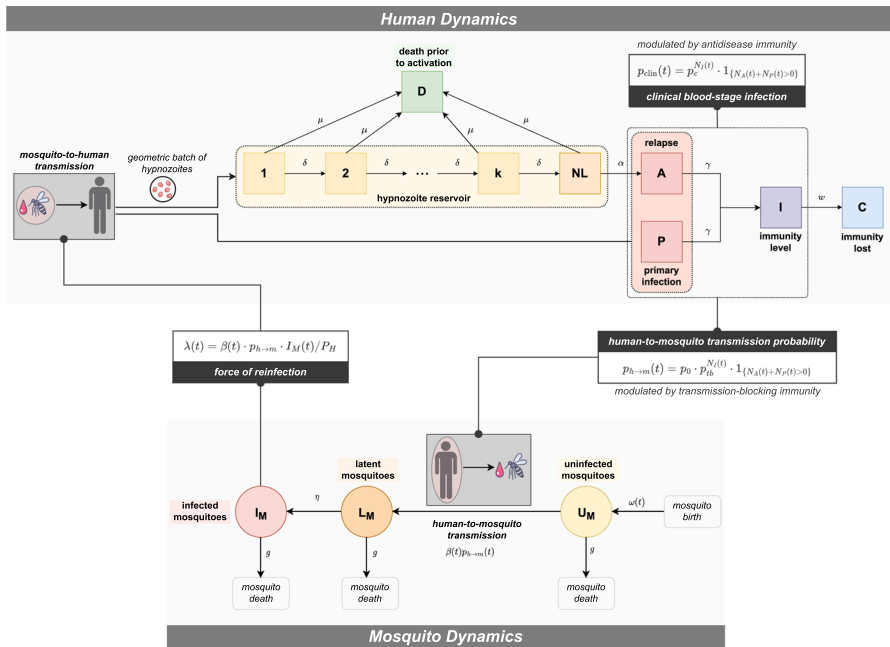 Human Dynamics
modulated by antidisease immunity
p_clin(t) = p_c^{N_I(t)} · 1_{{N_A(t)+N_P(t)>0}}
clinical blood-stage infection
death prior
to activation
D
μ
μ
μ
μ
mosquito-to-human
transmission
geometric batch of
hypnozoites
1
δ
2
δ
...
δ
k
δ
NL
hypnozoite reservoir
α
relapse
A
γ
P
γ
primary
infection
I
immunity
level
w
C
immunity
lost
λ(t) = β(t) · p_{h→m} · I_M(t)/P_H
force of reinfection
human-to-mosquito transmission probability
p_{h→m}(t) = p_0 · p_{tb}^{N_I(t)} · 1_{{N_A(t)+N_P(t)>0}}
modulated by transmission-blocking immunity
infected
mosquitoes
I_M
η
latent
mosquitoes
L_M
human-to-mosquito
transmission
β(t)p_{h→m}(t)
uninfected
mosquitoes
U_M
ω(t)
mosquito
birth
g
g
g
mosquito
death
mosquito
death
mosquito
death
Mosquito Dynamics